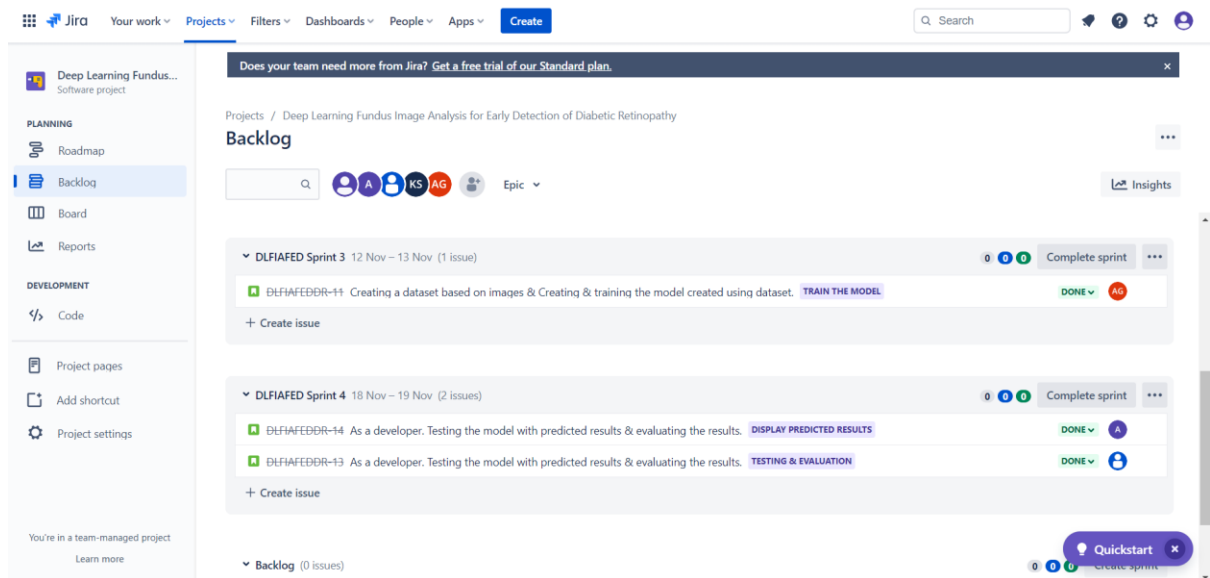 Jira Your work Projects Filters Dashboards People Apps Create Search
Does your team need more from Jira? Get a free trial of our Standard plan. ×
Deep Learning Fundus...
Software project
PLANNING
Roadmap
Backlog
Board
Reports
DEVELOPMENT
Code
Project pages
Add shortcut
Project settings
You're in a team-managed project
Learn more
Projects / Deep Learning Fundus Image Analysis for Early Detection of Diabetic Retinopathy
Backlog
A KS AG Epic Insights
DLFIAFED Sprint 3 12 Nov – 13 Nov (1 issue) 0 0 0 Complete sprint
DLFIAFEDDR-11 Creating a dataset based on images & Creating & training the model created using dataset. TRAIN THE MODEL DONE AG
+ Create issue
DLFIAFED Sprint 4 18 Nov – 19 Nov (2 issues) 0 0 0 Complete sprint
DLFIAFEDDR-14 As a developer. Testing the model with predicted results & evaluating the results. DISPLAY PREDICTED RESULTS DONE A
DLFIAFEDDR-13 As a developer. Testing the model with predicted results & evaluating the results. TESTING & EVALUATION DONE
+ Create issue
Backlog (0 issues) 0 0 0 Create sprint
Quickstart ×